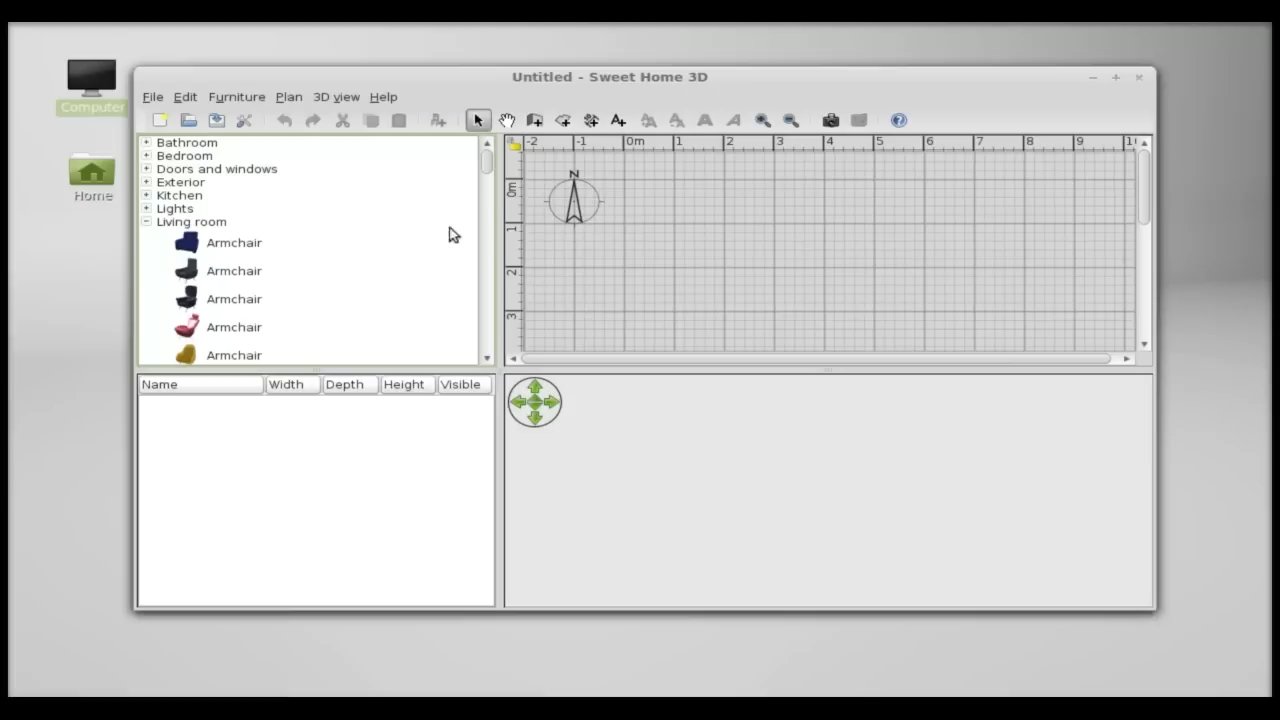 Computer
Home
Untitled - Sweet Home 3D
File Edit Furniture Plan 3D view Help
Bathroom
Bedroom
Doors and windows
Exterior
Kitchen
Lights
Living room
Armchair
Armchair
Armchair
Armchair
Armchair
-2 -1 0m 1 2 3 4 5 6 7 8 9
0m
1
2
3
N
Name Width Depth Height Visible